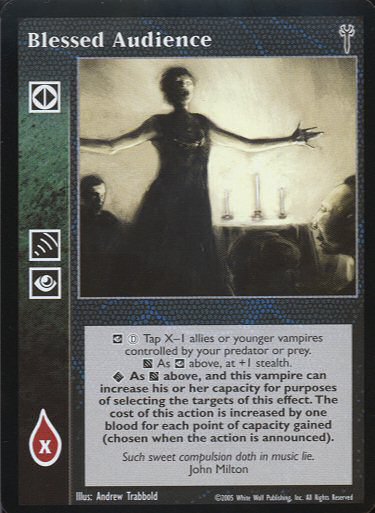 Blessed Audience
D Tap X–1 allies or younger vampires
controlled by your predator or prey.
As above, at +1 stealth.
As above, and this vampire can
increase his or her capacity for purposes
of selecting the targets of this effect. The
cost of this action is increased by one
blood for each point of capacity gained
(chosen when the action is announced).
Such sweet compulsion doth in music lie.
John Milton
X
Illus: Andrew Trabbold ©2005 White Wolf Publishing, Inc. All Rights Reserved